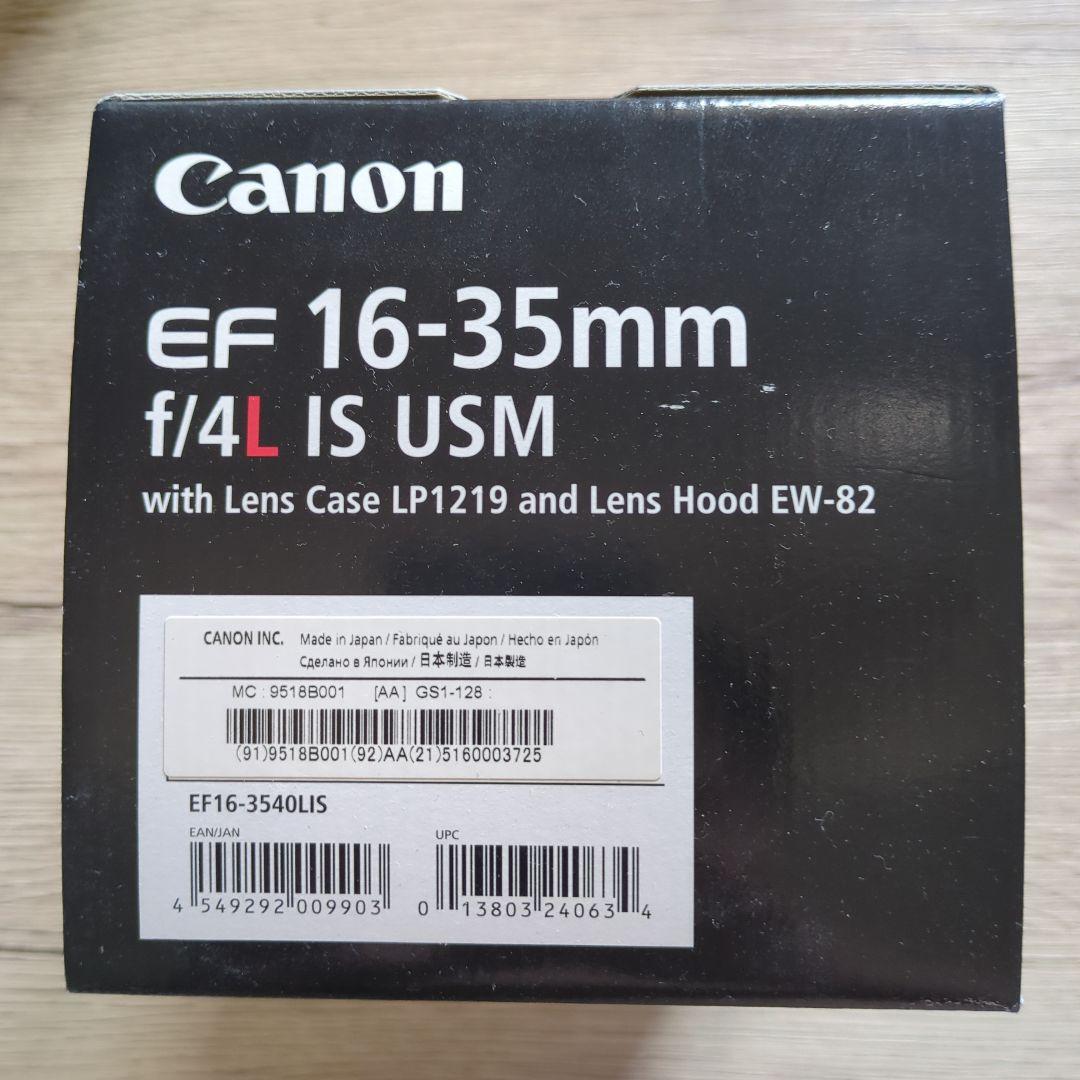 Canon
EF 16-35mm
f/4L IS USM
with Lens Case LP1219 and Lens Hood EW-82
CANON INC. Made in Japan / Fabriqué au Japon / Hecho en Japón
Сделано в Японии / 日本制造 / 日本製造
MC : 9518B001 [AA] GS1-128 :
(91)9518B001(92)AA(21)5160003725
EF16-3540LIS
EAN/JAN UPC
4 549292 009903 0 13803 24063 4